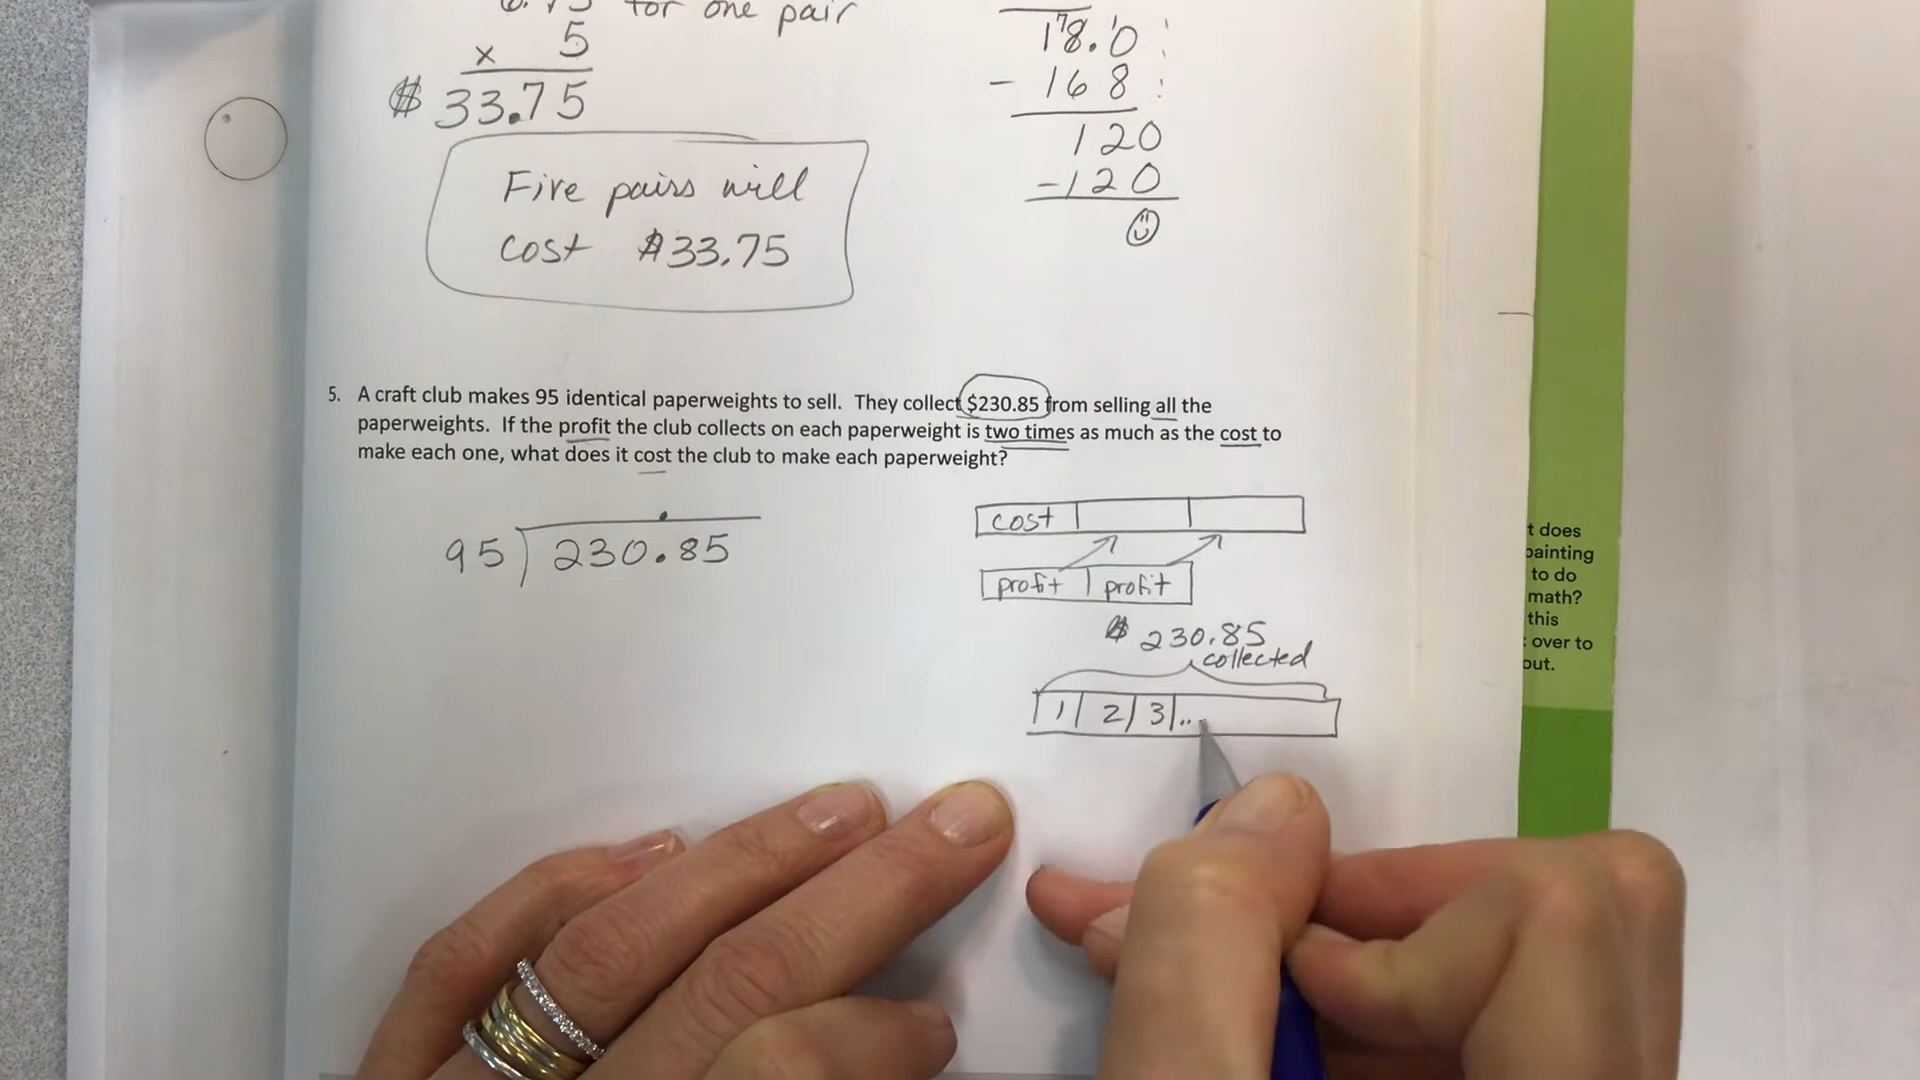 for one pair
x 5
$33.75
Five pairs will
cost $33.75
178.10
- 168
120
-120
5. A craft club makes 95 identical paperweights to sell. They collect $230.85 from selling all the
paperweights. If the profit the club collects on each paperweight is two times as much as the cost to
make each one, what does it cost the club to make each paperweight?
95 230.85
cost
profit profit
$230.85
collected
1 2 3 ..
t does
painting
to do
math?
this
over to
out.